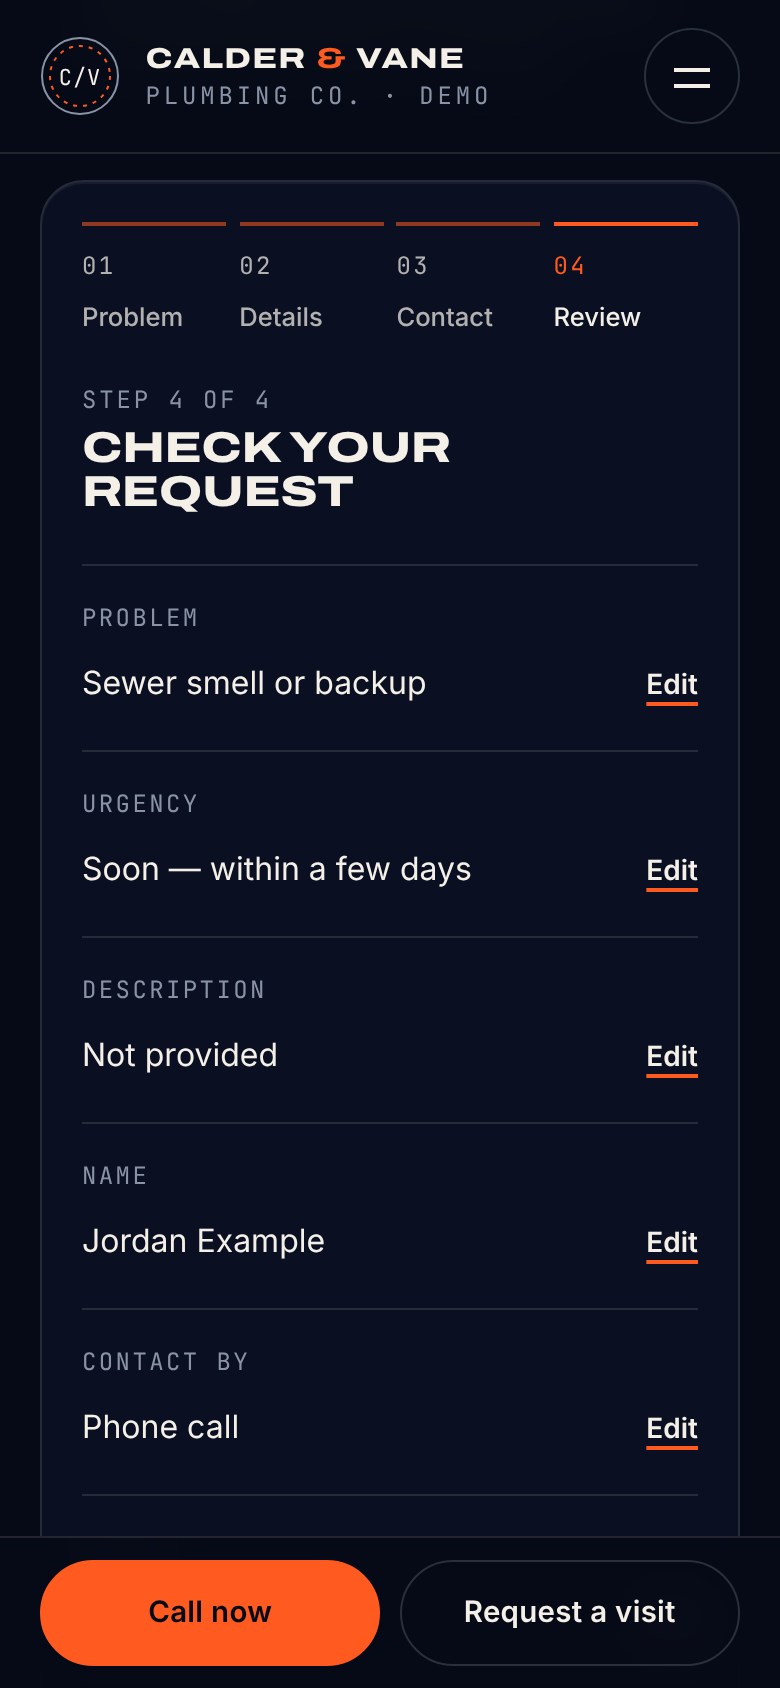 C/V
CALDER & VANE
PLUMBING CO. · DEMO
01 02 03 04
Problem Details Contact Review
STEP 4 OF 4
CHECK YOUR
REQUEST
PROBLEM
Sewer smell or backup Edit
URGENCY
Soon — within a few days Edit
DESCRIPTION
Not provided Edit
NAME
Jordan Example Edit
CONTACT BY
Phone call Edit
Call now Request a visit